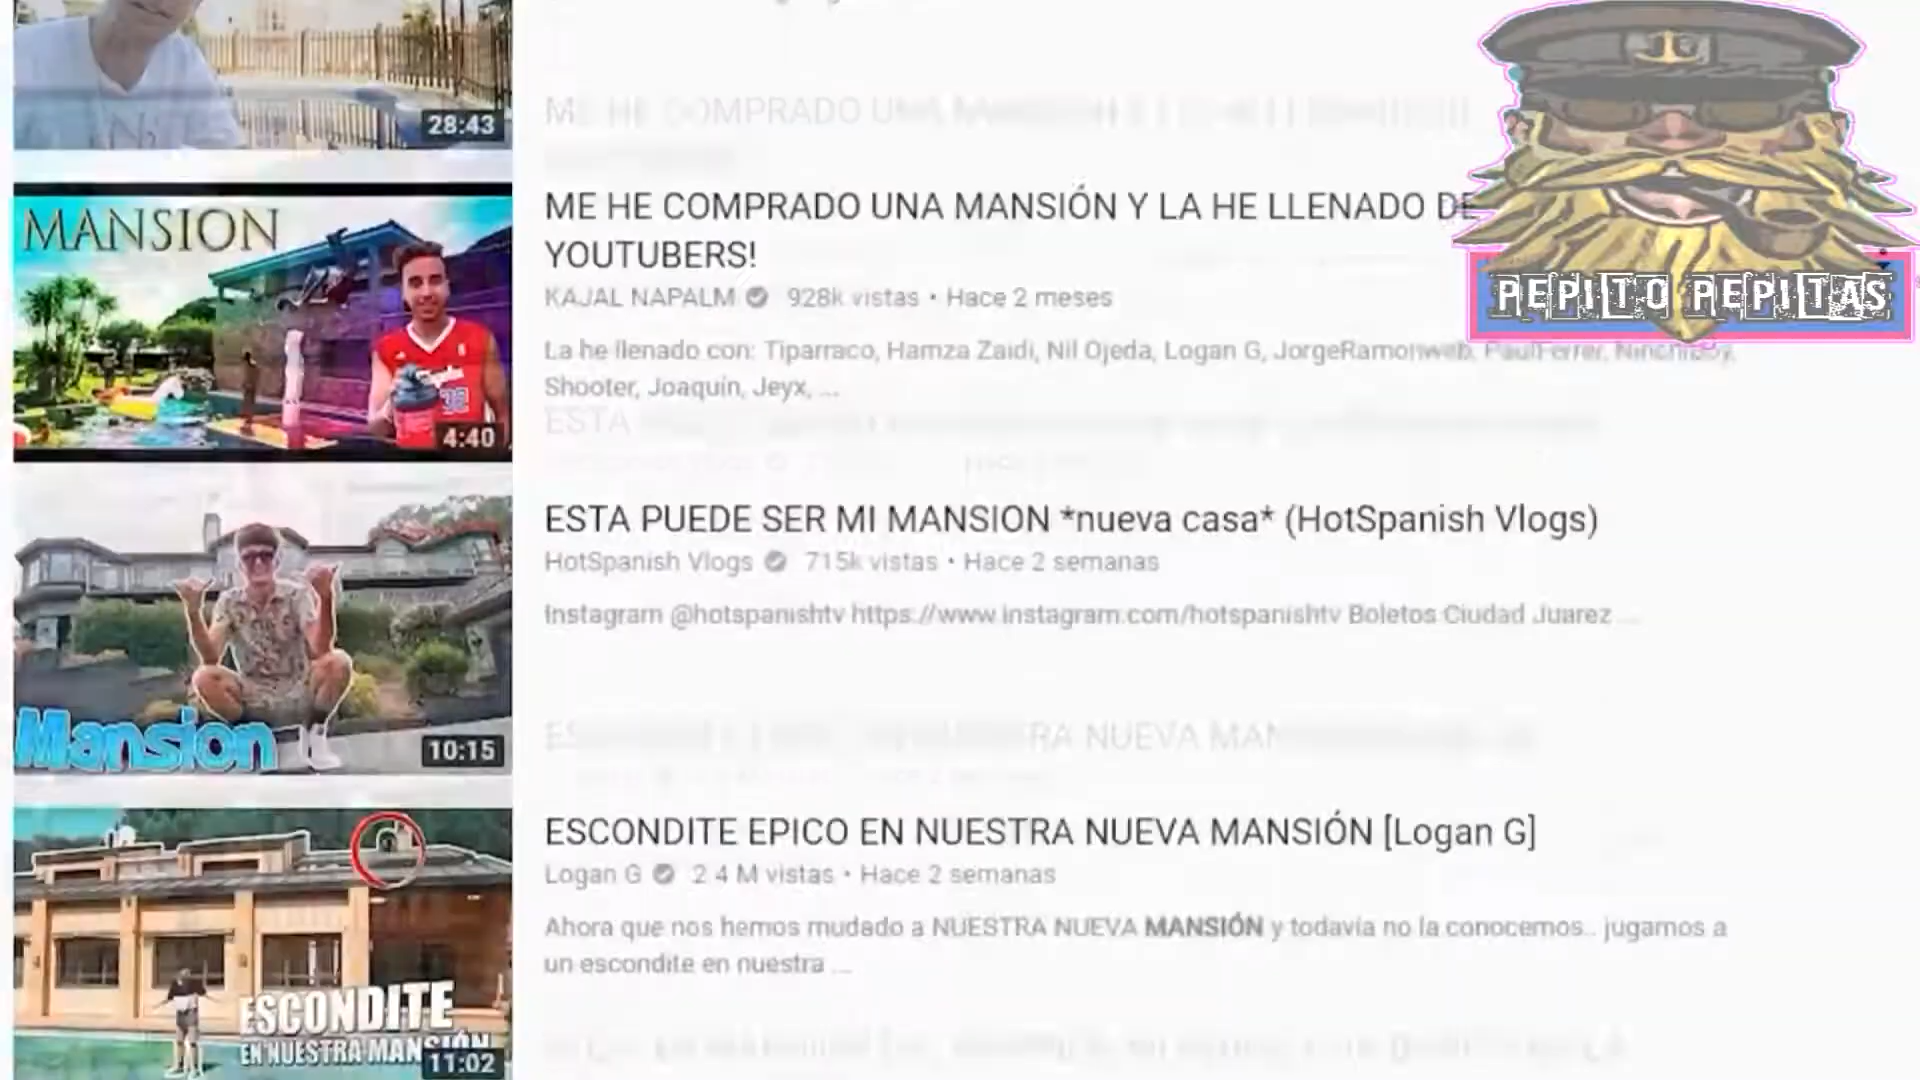 28:43
ME HE COMPRADO UNA MANSIÓN Y LA HE LLENADO DE
YOUTUBERS!
KAJAL NAPALM 928k vistas • Hace 2 meses
La he llenado con: Tiparraco, Hamza Zaidi, Nil Ojeda, Logan G, JorgeRamonweb, PaulFerrer,
Shooter, Joaquín, Jeyx, ...
MANSION
4:40
PEPITO PEPITAS
ESTA PUEDE SER MI MANSION *nueva casa* (HotSpanish Vlogs)
HotSpanish Vlogs 715k vistas • Hace 2 semanas
Instagram @hotspanishtv https://www.instagram.com/hotspanishtv Boletos Ciudad Juarez ...
Mansion
10:15
ESCONDITE EPICO EN NUESTRA NUEVA MANSIÓN [Logan G]
Logan G 2 4 M vistas • Hace 2 semanas
Ahora que nos hemos mudado a NUESTRA NUEVA MANSIÓN y todavía no la conocemos.. jugamos a
un escondite en nuestra ...
ESCONDITE
EN NUESTRA MANSIÓN
11:02